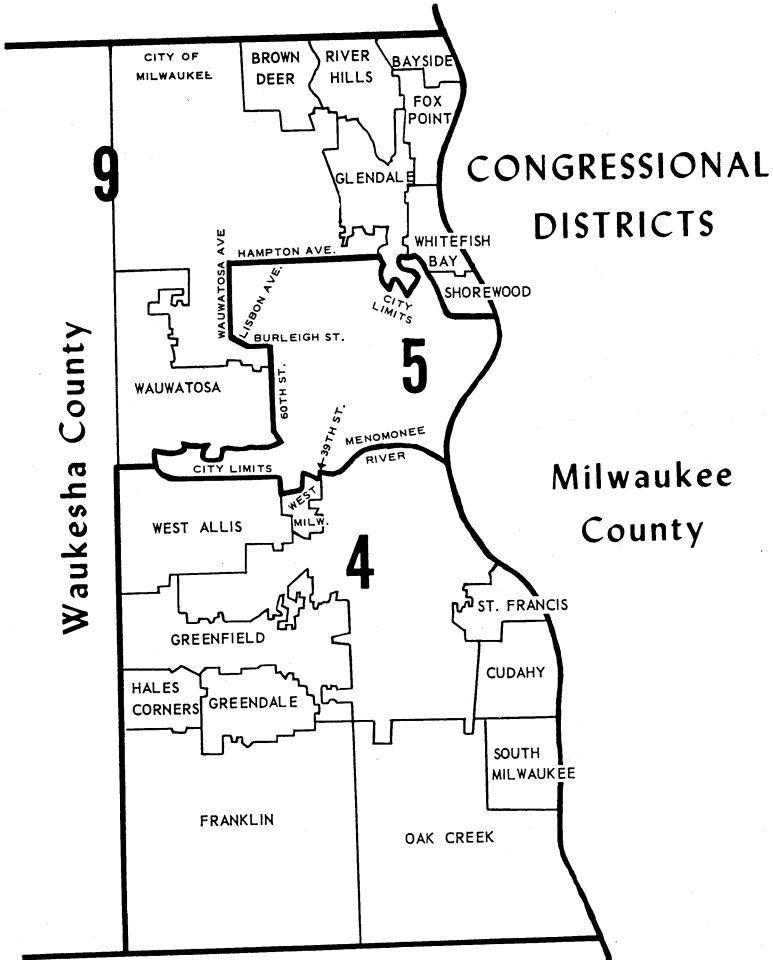 CITY OF
MILWAUKEE
BROWN
DEER
RIVER
HILLS
BAYSIDE
FOX
POINT
9
GLENDALE
CONGRESSIONAL
DISTRICTS
WHITEFISH
BAY
SHOREWOOD
HAMPTON AVE.
WAUWATOSA AVE
LISBON AVE.
CITY
LIMITS
BURLEIGH ST.
5
WAUWATOSA
60TH ST.
39TH ST.
MENOMONEE
RIVER
CITY LIMITS
Waukesha County
Milwaukee
County
WEST ALLIS
WEST
MILW.
4
ST. FRANCIS
GREENFIELD
CUDAHY
HALES
CORNERS
GREENDALE
SOUTH
MILWAUKEE
FRANKLIN
OAK CREEK